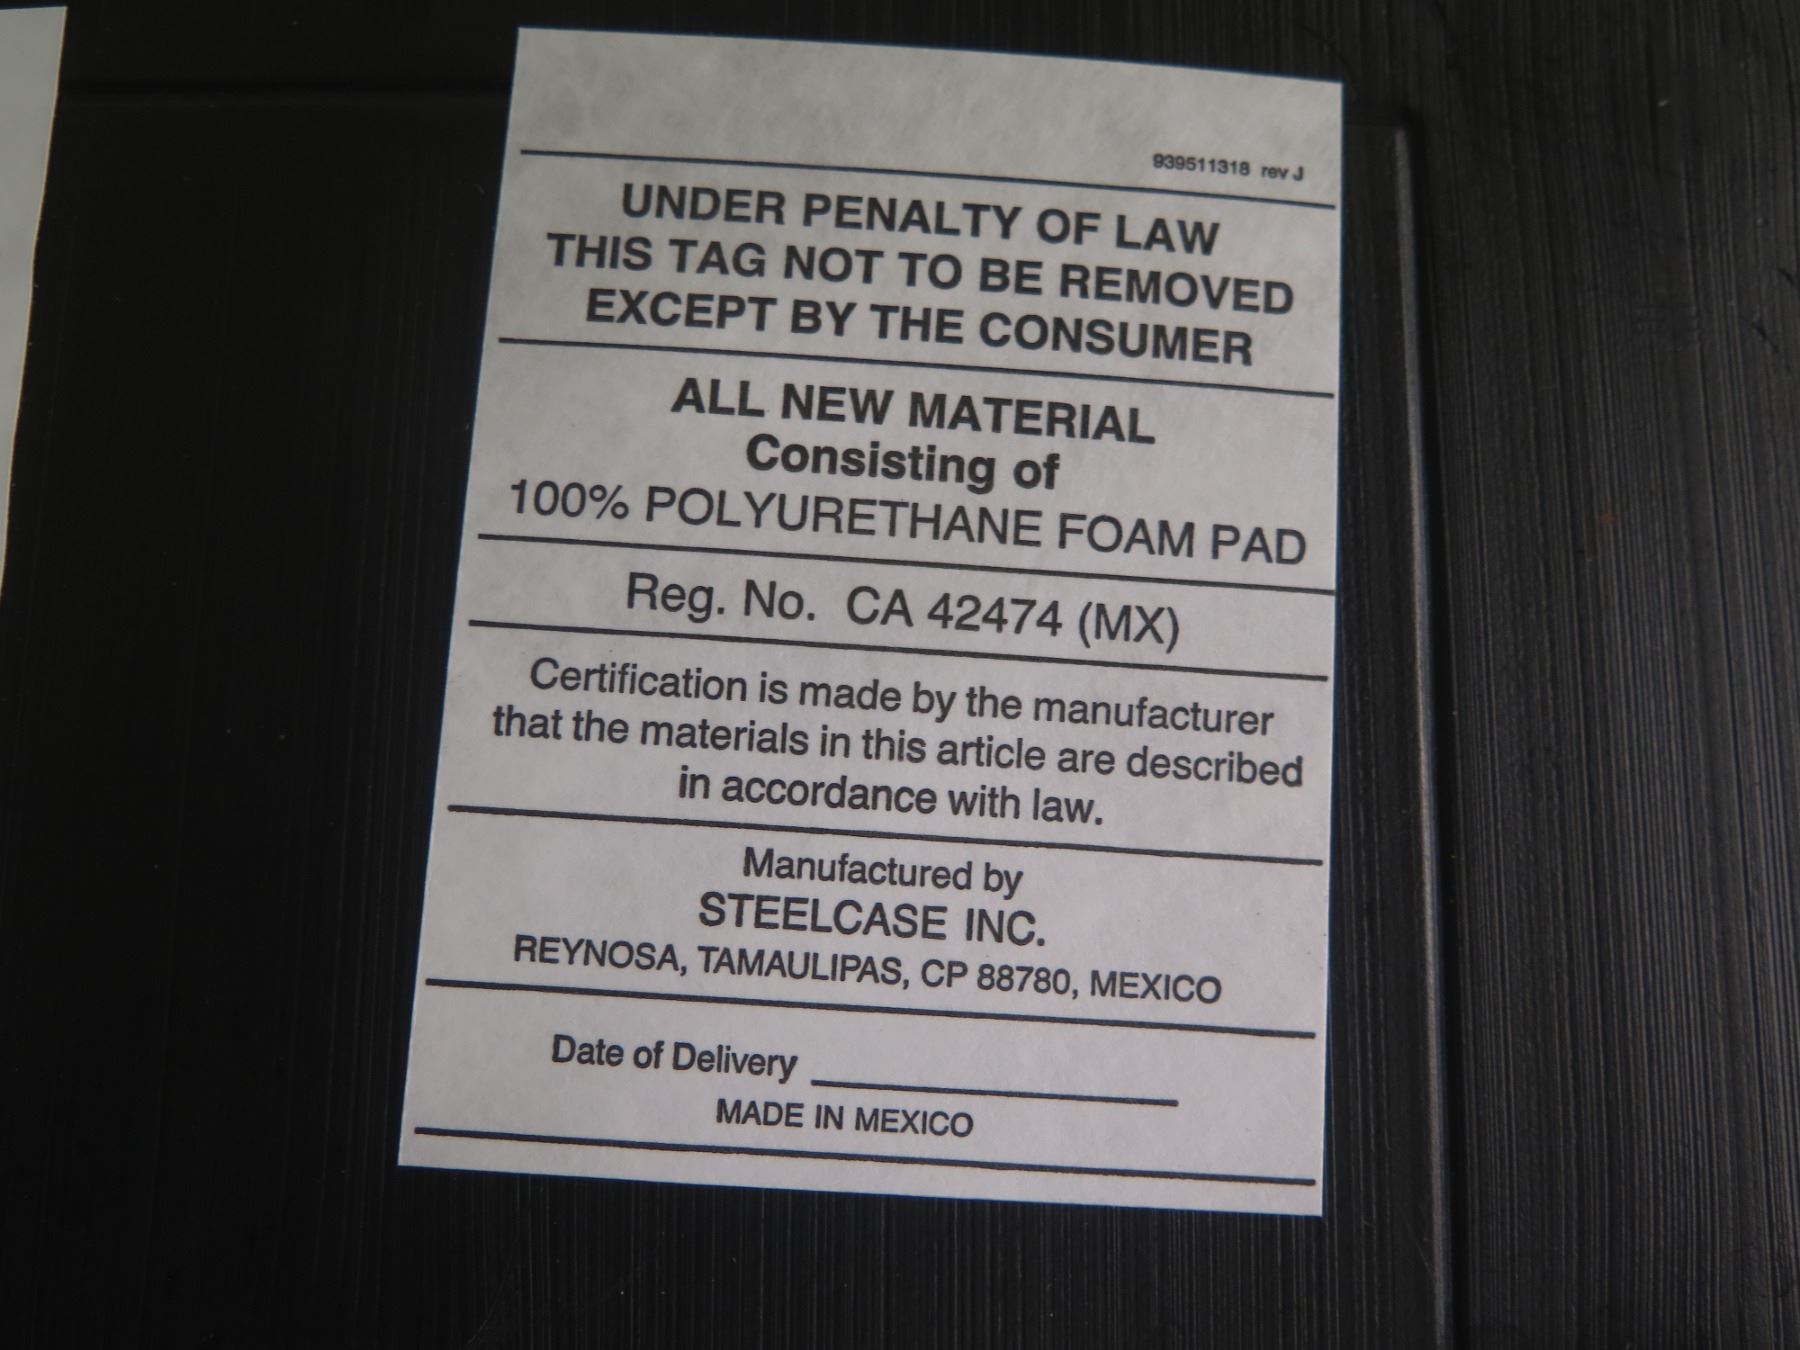 939511318 rev J
UNDER PENALTY OF LAW
THIS TAG NOT TO BE REMOVED
EXCEPT BY THE CONSUMER
ALL NEW MATERIAL
Consisting of
100% POLYURETHANE FOAM PAD
Reg. No. CA 42474 (MX)
Certification is made by the manufacturer
that the materials in this article are described
in accordance with law.
Manufactured by
STEELCASE INC.
REYNOSA, TAMAULIPAS, CP 88780, MEXICO
Date of Delivery
MADE IN MEXICO